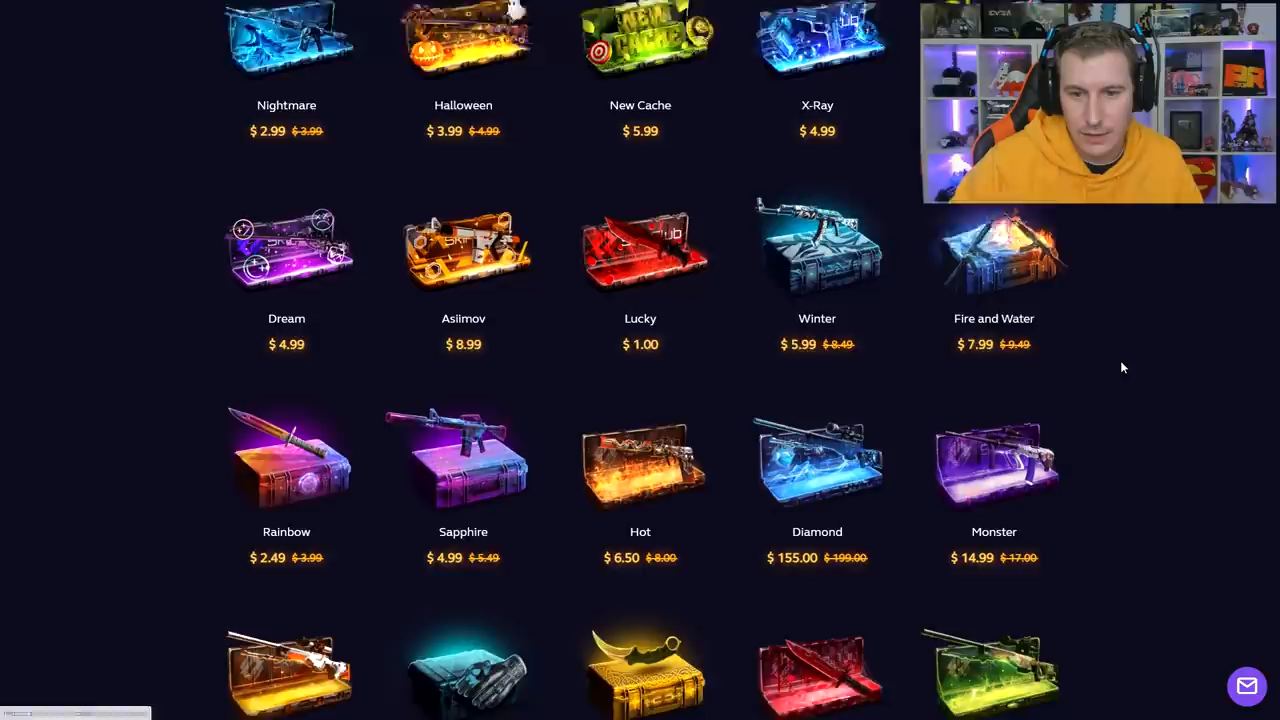 NEW
CACHE
Nightmare
Halloween
New Cache
X-Ray
$ 2.99 $ 3.99
$ 3.99 $ 4.99
$ 5.99
$ 4.99
Dream
Asiimov
Lucky
Winter
Fire and Water
$ 4.99
$ 8.99
$ 1.00
$ 5.99 $ 8.49
$ 7.99 $ 9.49
Rainbow
Sapphire
Hot
Diamond
Monster
$ 2.49 $ 3.99
$ 4.99 $ 5.49
$ 6.50 $ 8.00
$ 155.00 $ 199.00
$ 14.99 $ 17.00